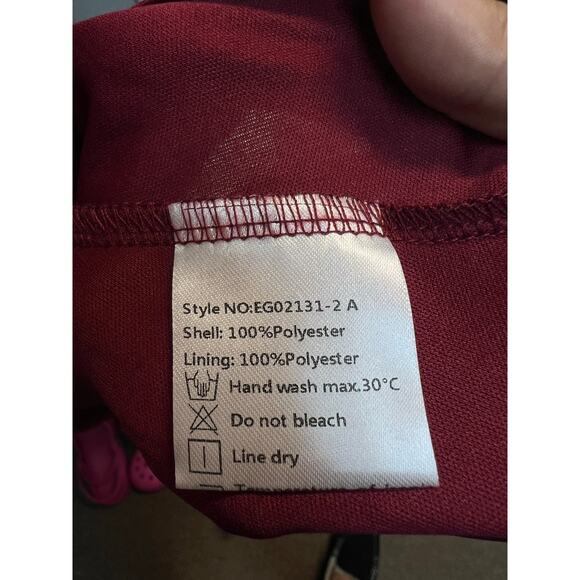 Style NO:EG02131-2 A
Shell: 100%Polyester
Lining: 100%Polyester
Hand wash max.30°C
Do not bleach
Line dry